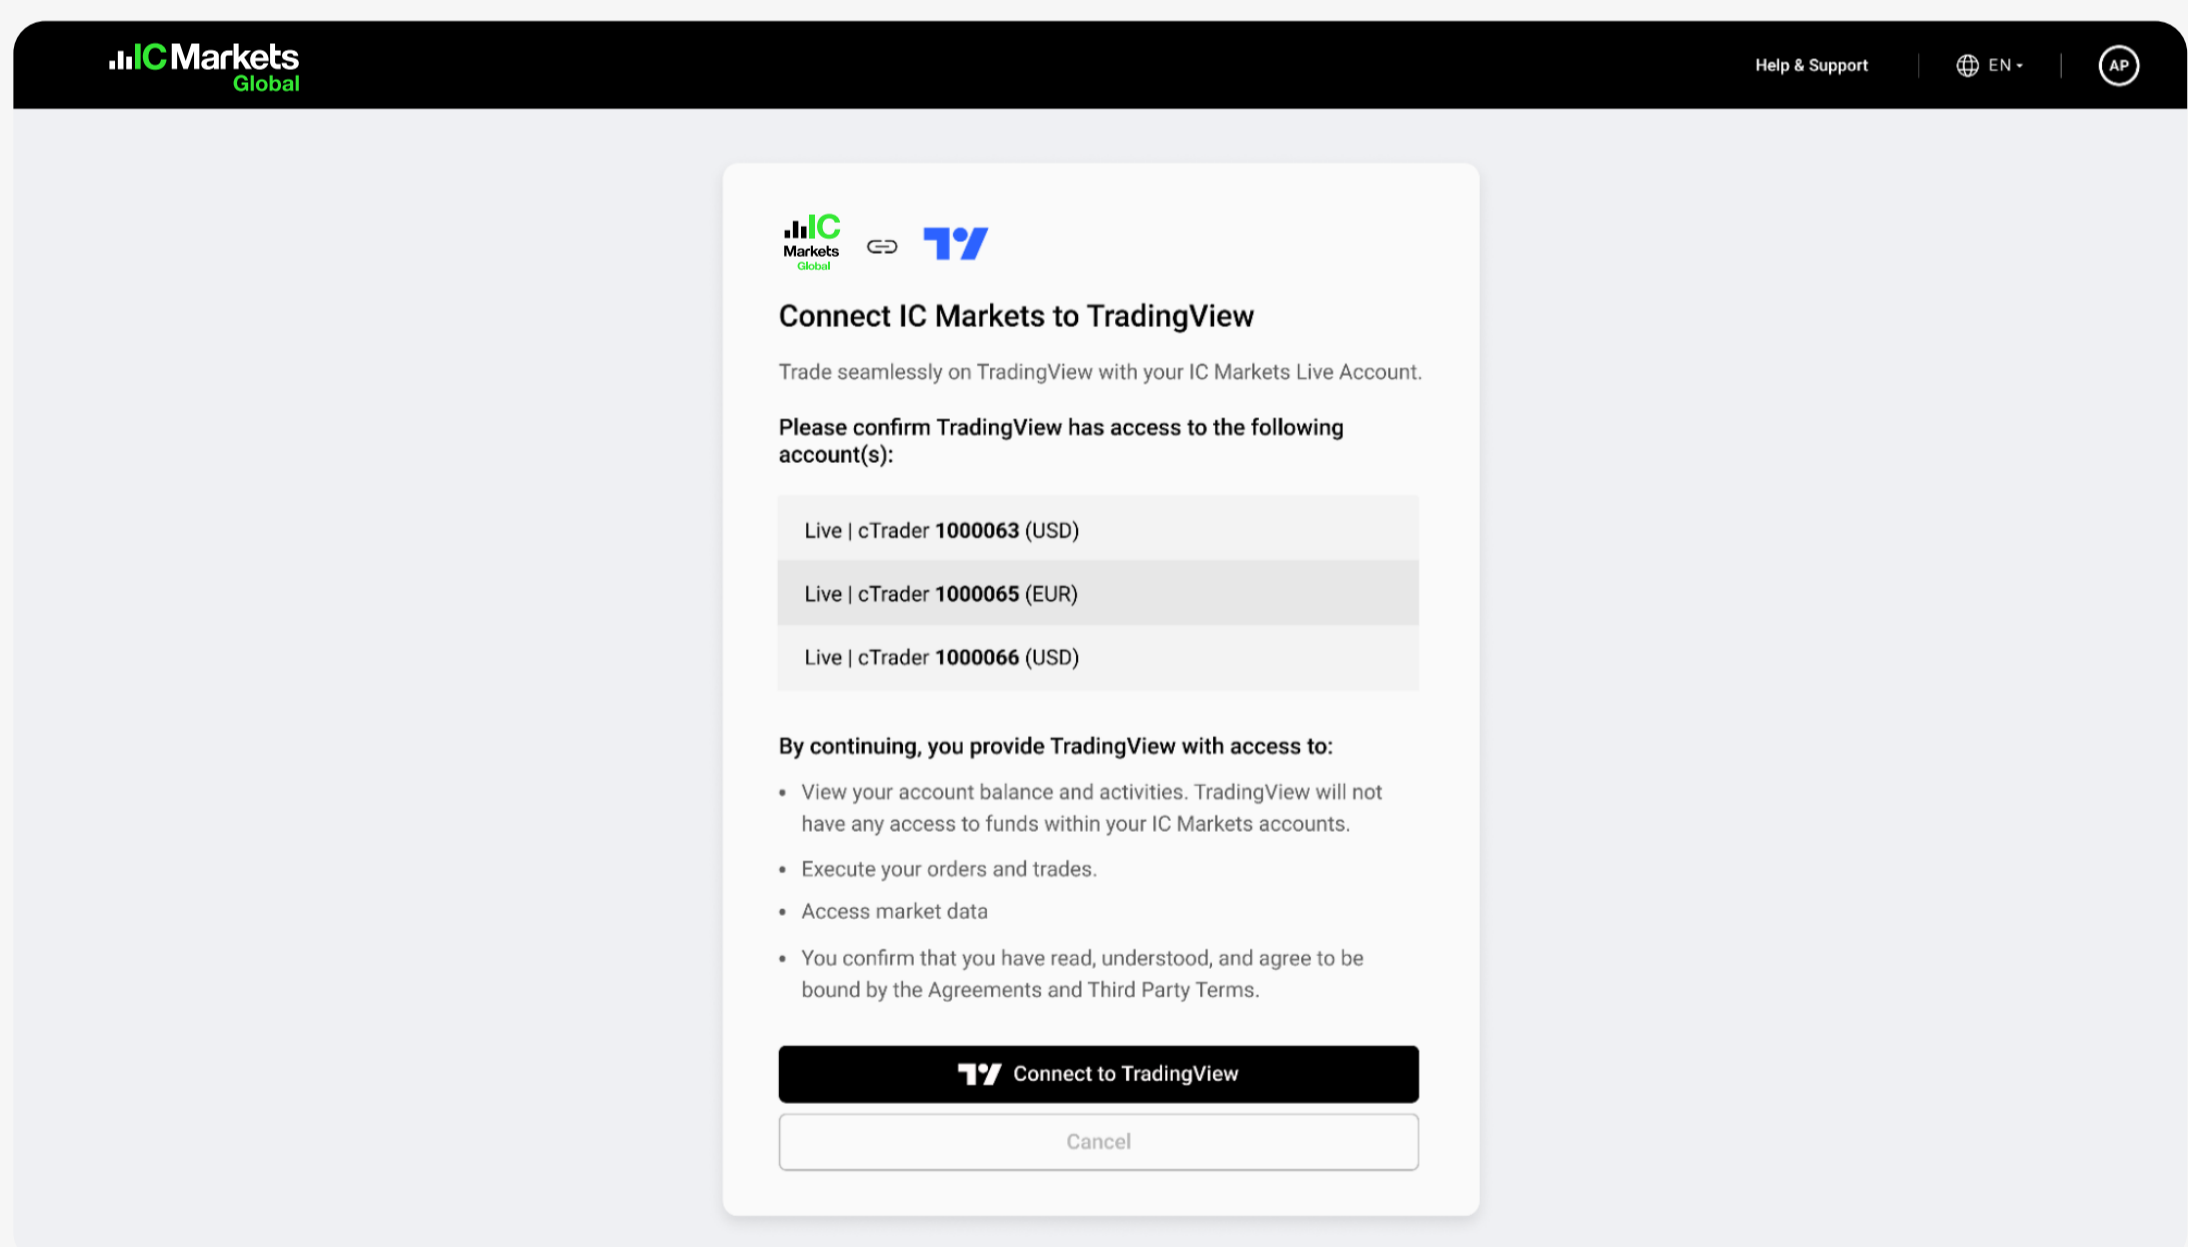 IC Markets
Global
Help & Support
EN
AP
IC
Markets
Global
Connect IC Markets to TradingView
Trade seamlessly on TradingView with your IC Markets Live Account.
Please confirm TradingView has access to the following
account(s):
Live | cTrader 1000063 (USD)
Live | cTrader 1000065 (EUR)
Live | cTrader 1000066 (USD)
By continuing, you provide TradingView with access to:
• View your account balance and activities. TradingView will not
have any access to funds within your IC Markets accounts.
• Execute your orders and trades.
• Access market data
• You confirm that you have read, understood, and agree to be
bound by the Agreements and Third Party Terms.
Connect to TradingView
Cancel